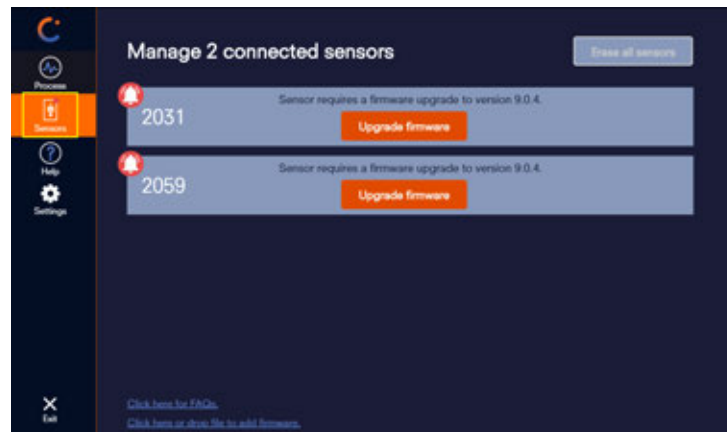 Manage 2 connected sensors
Erase all sensors
Process
Sensors
Help
Settings
Exit
2031
Sensor requires a firmware upgrade to version 9.0.4.
Upgrade firmware
2059
Sensor requires a firmware upgrade to version 9.0.4.
Upgrade firmware
Click here for FAQs.
Click here or drop file to add firmware.